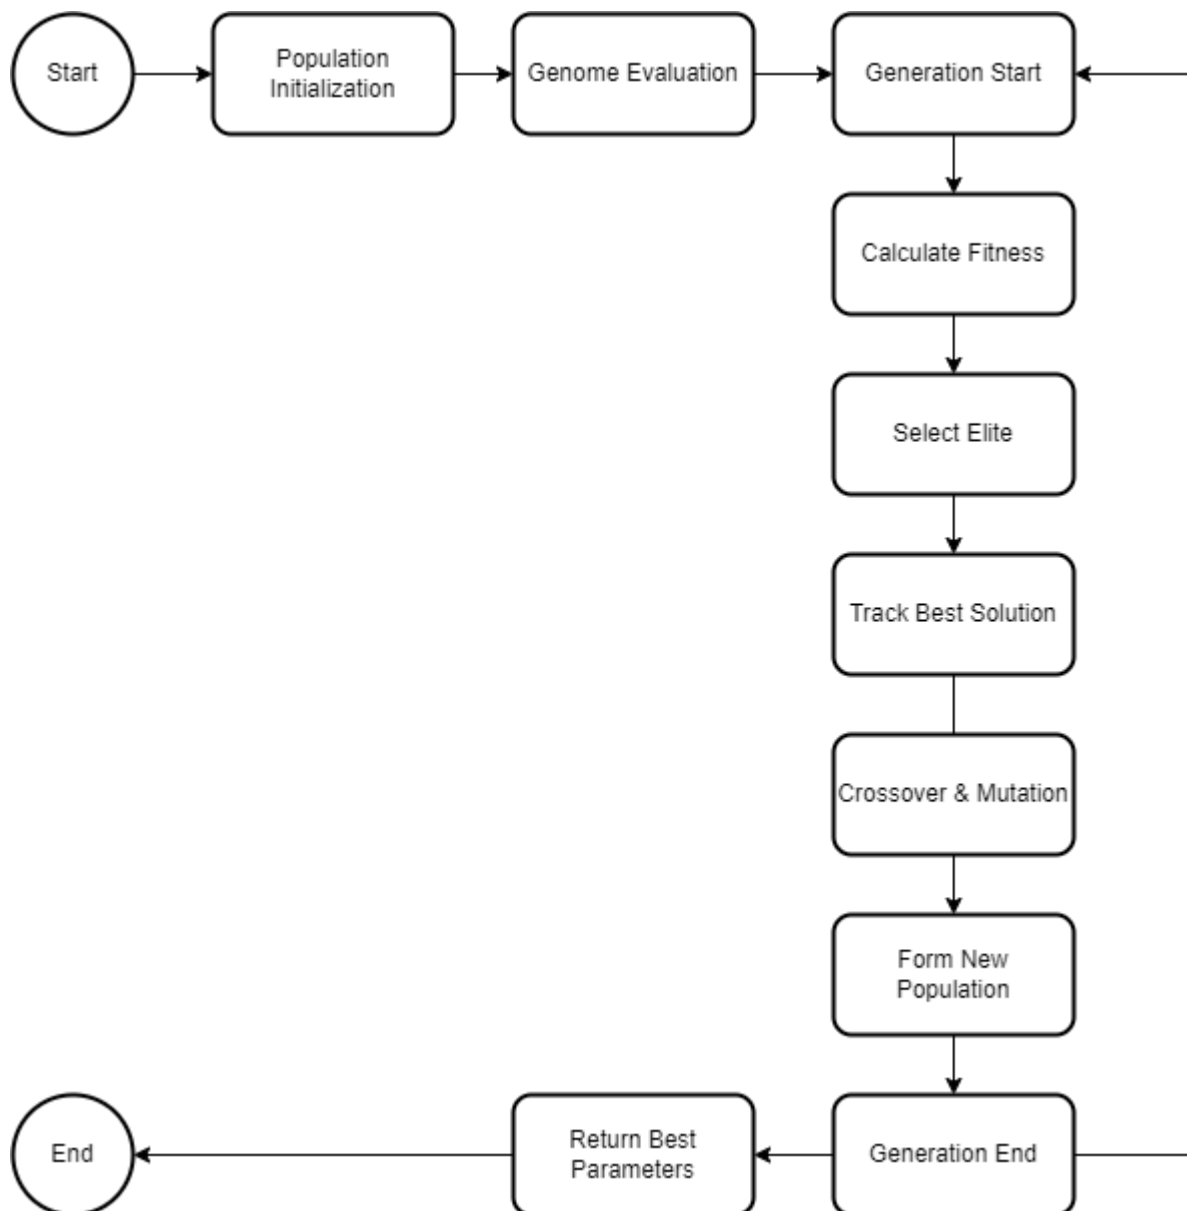 Start
Population
Initialization
Genome Evaluation
Generation Start
Calculate Fitness
Select Elite
Track Best Solution
Crossover & Mutation
Form New
Population
Generation End
Return Best
Parameters
End